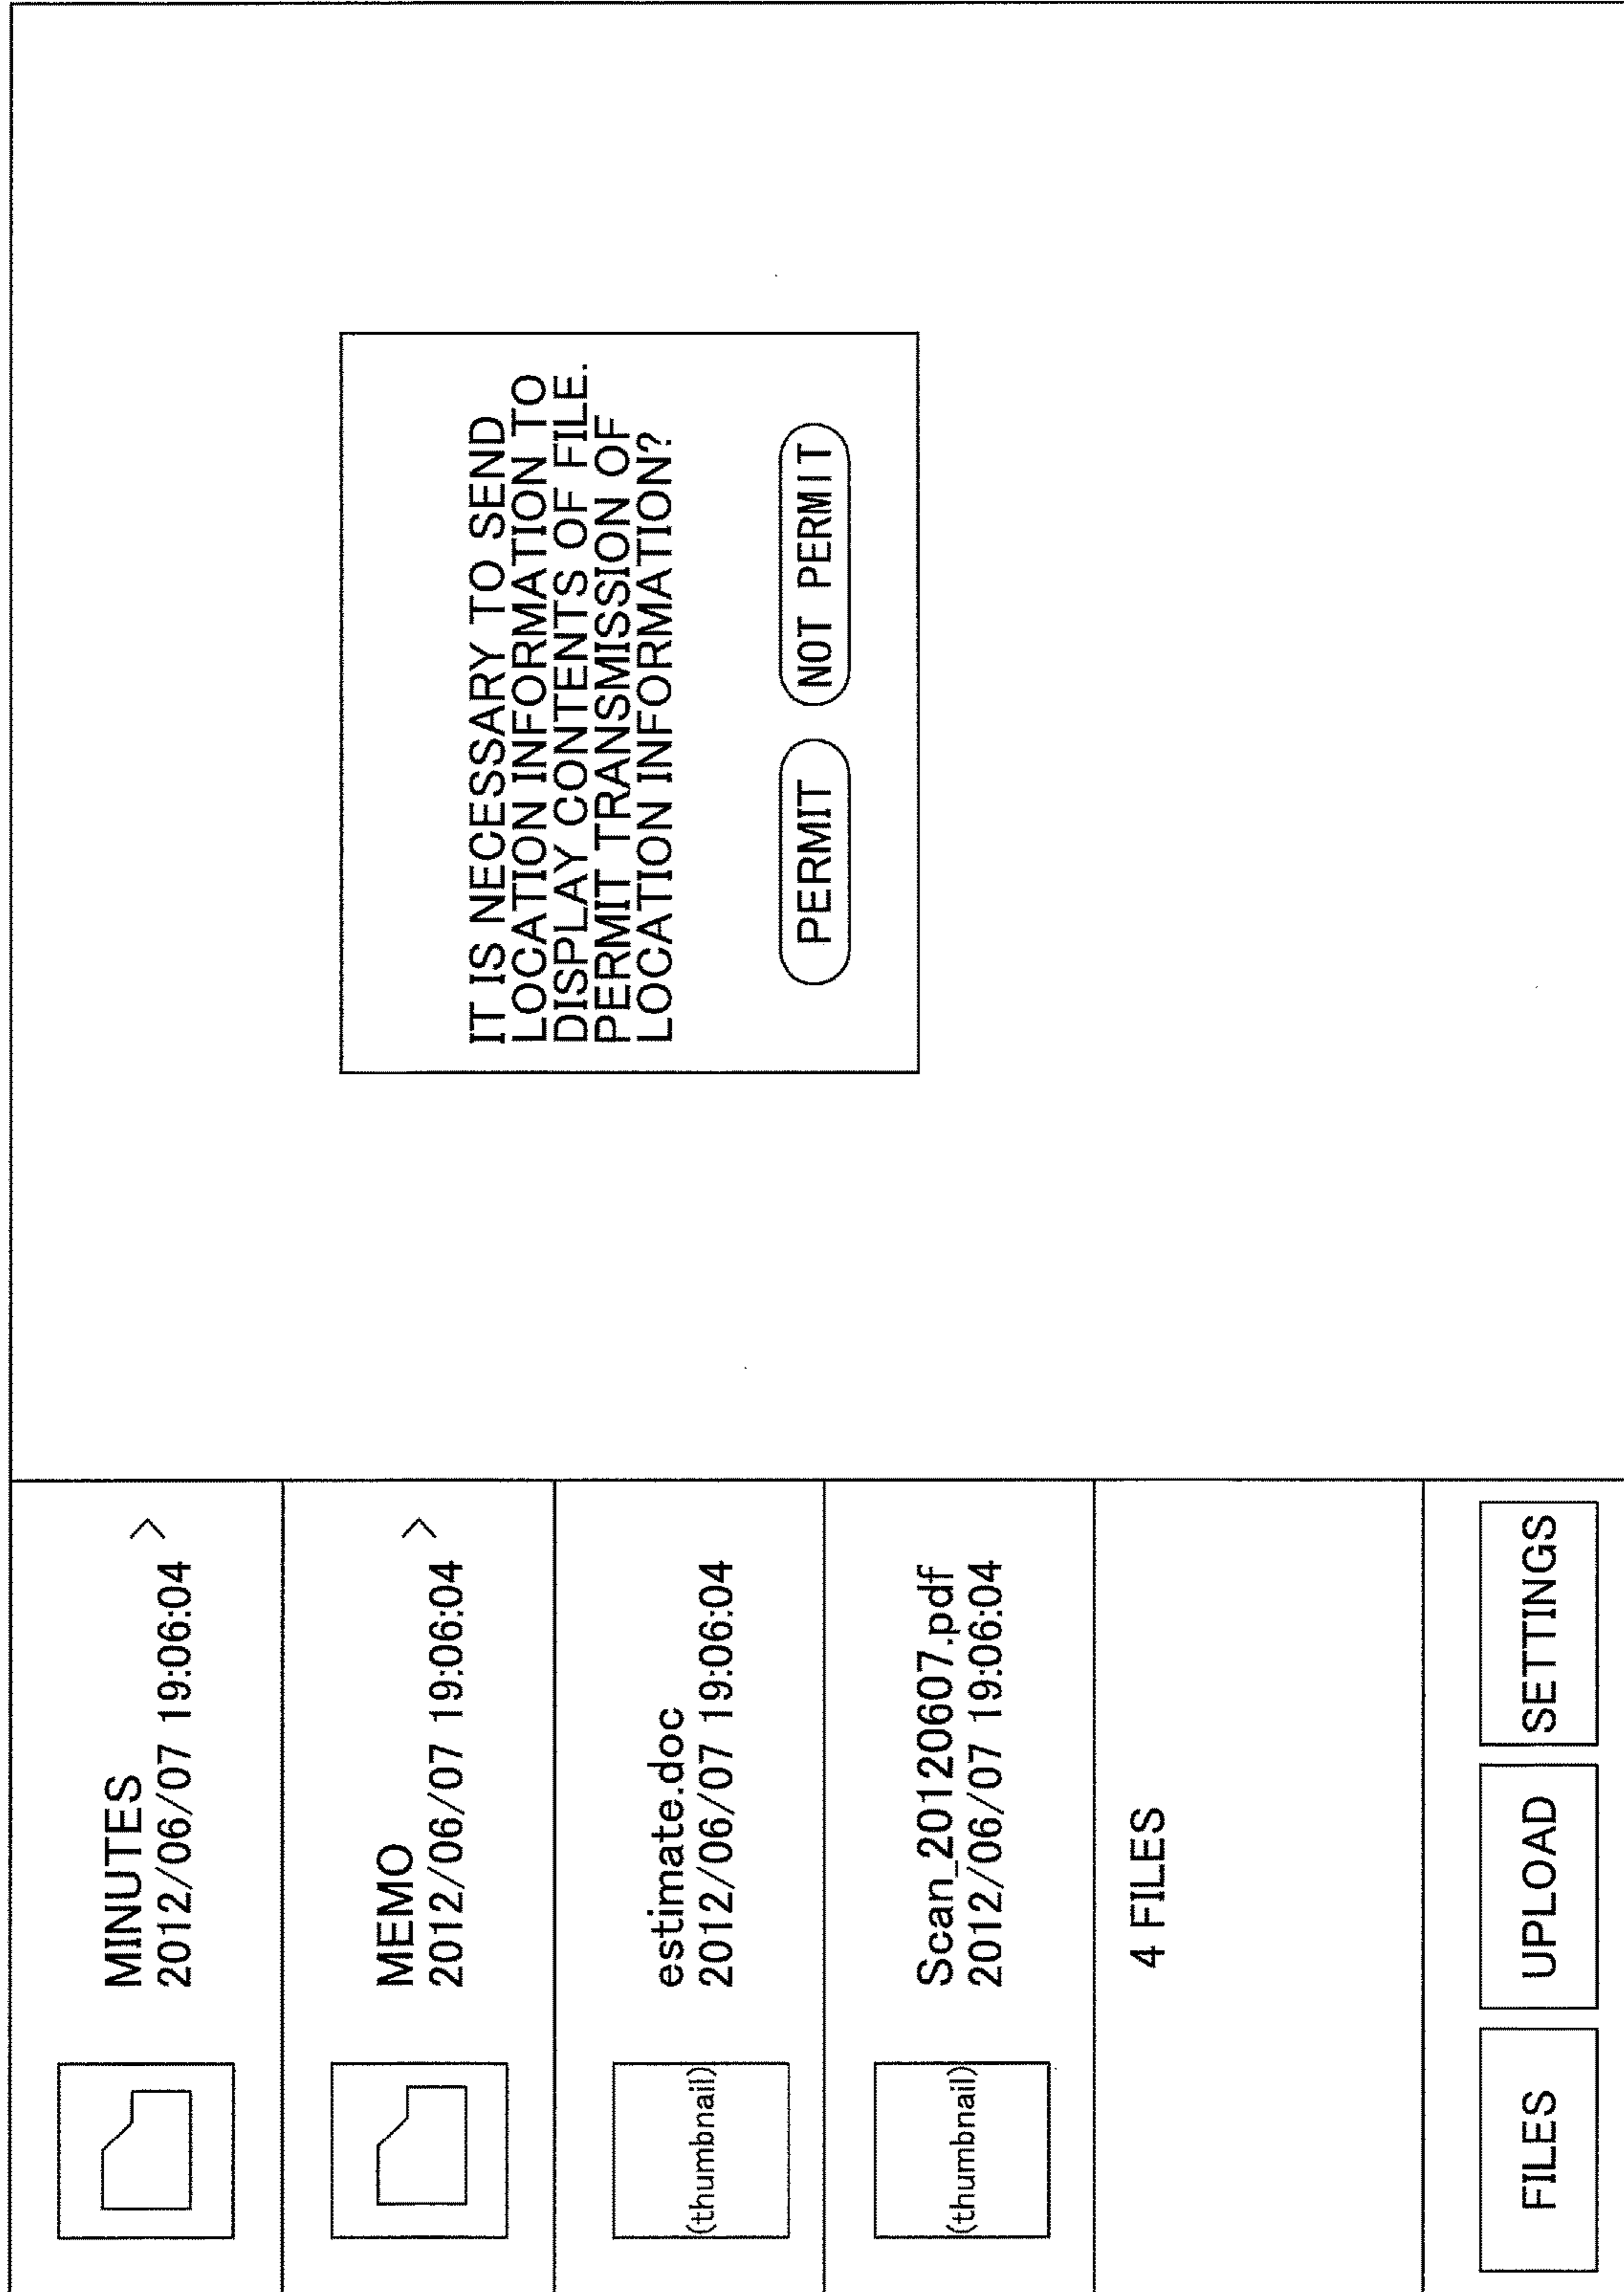 MINUTES
2012/06/07 19:06:04
>
MEMO
2012/06/07 19:06:04
>
(thumbnail)
estimate.doc
2012/06/07 19:06:04
(thumbnail)
Scan_20120607.pdf
2012/06/07 19:06:04
4 FILES
FILES
UPLOAD
SETTINGS
IT IS NECESSARY TO SEND
LOCATION INFORMATION TO
DISPLAY CONTENTS OF FILE.
PERMIT TRANSMISSION OF
LOCATION INFORMATION?
PERMIT
NOT PERMIT